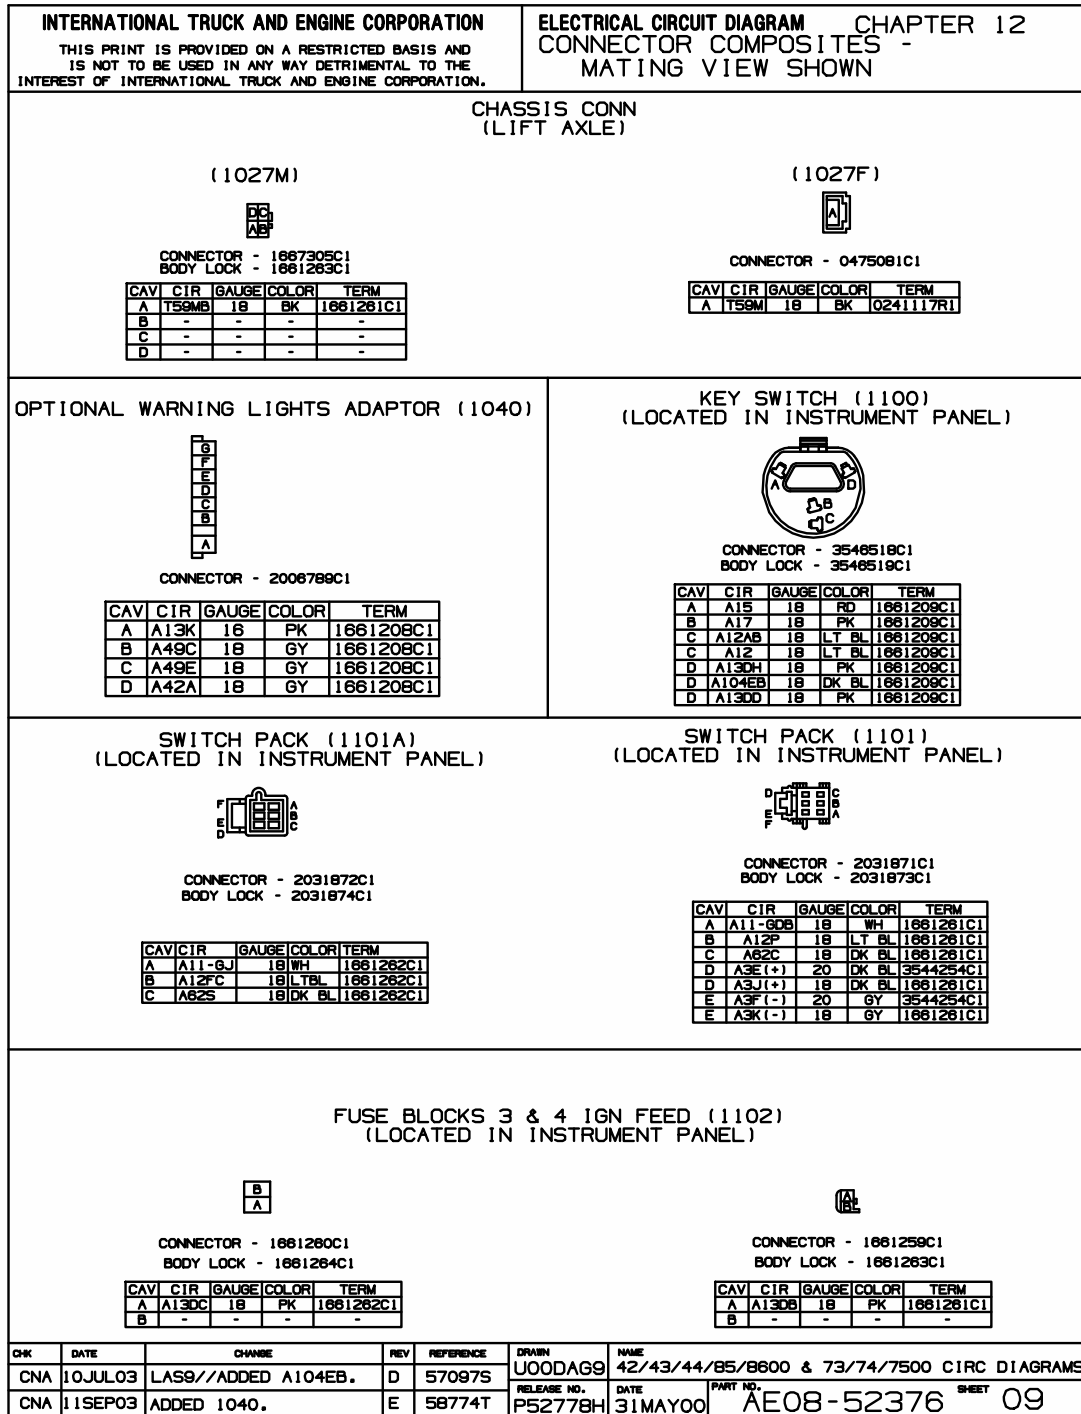 INTERNATIONAL TRUCK AND ENGINE CORPORATION
THIS PRINT IS PROVIDED ON A RESTRICTED BASIS AND
IS NOT TO BE USED IN ANY WAY DETRIMENTAL TO THE
INTEREST OF INTERNATIONAL TRUCK AND ENGINE CORPORATION.
ELECTRICAL CIRCUIT DIAGRAM CHAPTER 12
CONNECTOR COMPOSITES -
MATING VIEW SHOWN
CHASSIS CONN
(LIFT AXLE)
(1027M)
DC
AB
CONNECTOR - 1667305C1
BODY LOCK - 1661263C1
CAV CIR GAUGE COLOR TERM
A T59MB 18 BK 1661261C1
B - - - -
C - - - -
D - - - -
(1027F)
A
CONNECTOR - 0475081C1
CAV CIR GAUGE COLOR TERM
A T59M 18 BK 0241117R1
OPTIONAL WARNING LIGHTS ADAPTOR (1040)
G
F
E
D
C
B
A
CONNECTOR - 2006789C1
CAV CIR GAUGE COLOR TERM
A A13K 16 PK 1661208C1
B A49C 18 GY 1661208C1
C A49E 18 GY 1661208C1
D A42A 18 GY 1661208C1
KEY SWITCH (1100)
(LOCATED IN INSTRUMENT PANEL)
A D
B
C
CONNECTOR - 3546518C1
BODY LOCK - 3546519C1
CAV CIR GAUGE COLOR TERM
A A15 18 RD 1661209C1
B A17 18 PK 1661209C1
C A12AB 18 LT BL 1661209C1
C A12 18 LT BL 1661209C1
D A13DH 18 PK 1661209C1
D A104EB 18 DK BL 1661209C1
D A13DD 18 PK 1661209C1
SWITCH PACK (1101A)
(LOCATED IN INSTRUMENT PANEL)
F A
E B
D C
CONNECTOR - 2031872C1
BODY LOCK - 2031874C1
CAV CIR GAUGE COLOR TERM
A A11-GJ 18 WH 1661262C1
B A12FC 18 LTBL 1661262C1
C A62S 18 DK BL 1661262C1
SWITCH PACK (1101)
(LOCATED IN INSTRUMENT PANEL)
D C
E B
F A
CONNECTOR - 2031871C1
BODY LOCK - 2031873C1
CAV CIR GAUGE COLOR TERM
A A11-GDB 18 WH 1661261C1
B A12P 18 LT BL 1661261C1
C A62C 18 DK BL 1661261C1
D A3E(+) 20 DK BL 3544254C1
D A3J(+) 18 DK BL 1661261C1
E A3F(-) 20 GY 3544254C1
E A3K(-) 18 GY 1661261C1
FUSE BLOCKS 3 & 4 IGN FEED (1102)
(LOCATED IN INSTRUMENT PANEL)
B
A
CONNECTOR - 1661260C1
BODY LOCK - 1661264C1
CAV CIR GAUGE COLOR TERM
A A13DC 18 PK 1661262C1
B - - - -
A
B
CONNECTOR - 1661259C1
BODY LOCK - 1661263C1
CAV CIR GAUGE COLOR TERM
A A13DB 18 PK 1661261C1
B - - - -
CHK DATE CHANGE REV REFERENCE
CNA 10JUL03 LAS9//ADDED A104EB. D 57097S
CNA 11SEP03 ADDED 1040. E 58774T
DRAWN
U00DAG9
NAME
42/43/44/85/8600 & 73/74/7500 CIRC DIAGRAMS
RELEASE NO.
P52778H
DATE
31MAY00
PART NO.
AE08-52376
SHEET
09